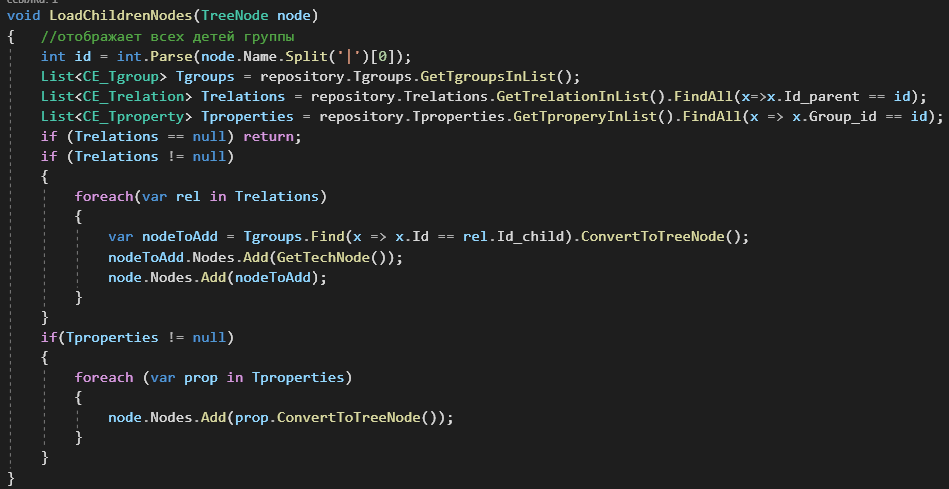 void LoadChildrenNodes(TreeNode node)
{   //отображает всех детей группы
    int id = int.Parse(node.Name.Split('|')[0]);
    List<CE_Tgroup> Tgroups = repository.Tgroups.GetTgroupsInList();
    List<CE_Trelation> Trelations = repository.Trelations.GetTrelationInList().FindAll(x=>x.Id_parent == id);
    List<CE_Tproperty> Tproperties = repository.Tproperties.GetTproperyInList().FindAll(x => x.Group_id == id);
    if (Trelations == null) return;
    if (Trelations != null)
    {
        foreach(var rel in Trelations)
        {
            var nodeToAdd = Tgroups.Find(x => x.Id == rel.Id_child).ConvertToTreeNode();
            nodeToAdd.Nodes.Add(GetTechNode());
            node.Nodes.Add(nodeToAdd);
        }
    }
    if(Tproperties != null)
    {
        foreach (var prop in Tproperties)
        {
            node.Nodes.Add(prop.ConvertToTreeNode());
        }
    }
}